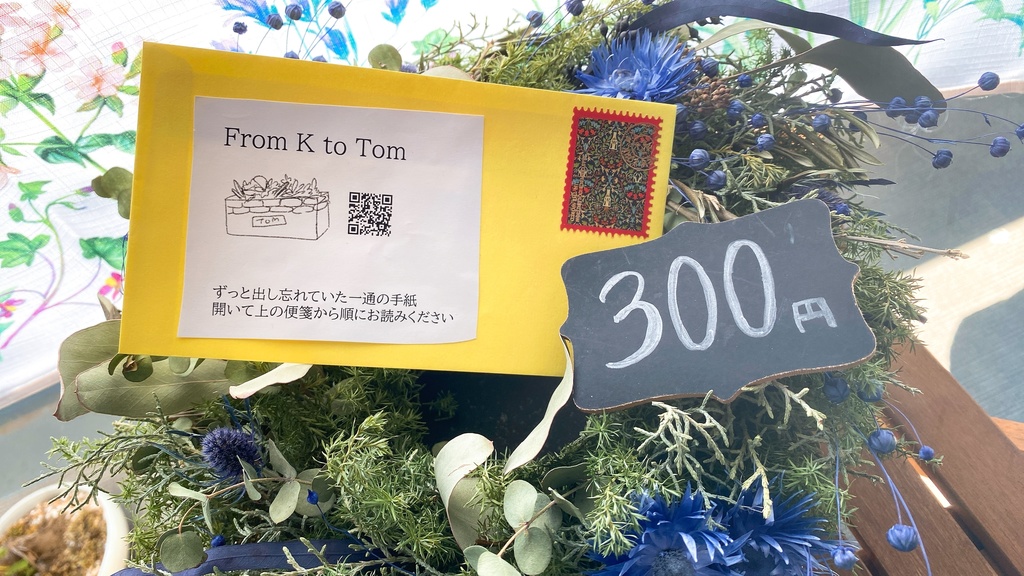 From K to Tom
TOM
ずっと出し忘れていた一通の手紙
開いて上の便箋から順にお読みください
300円